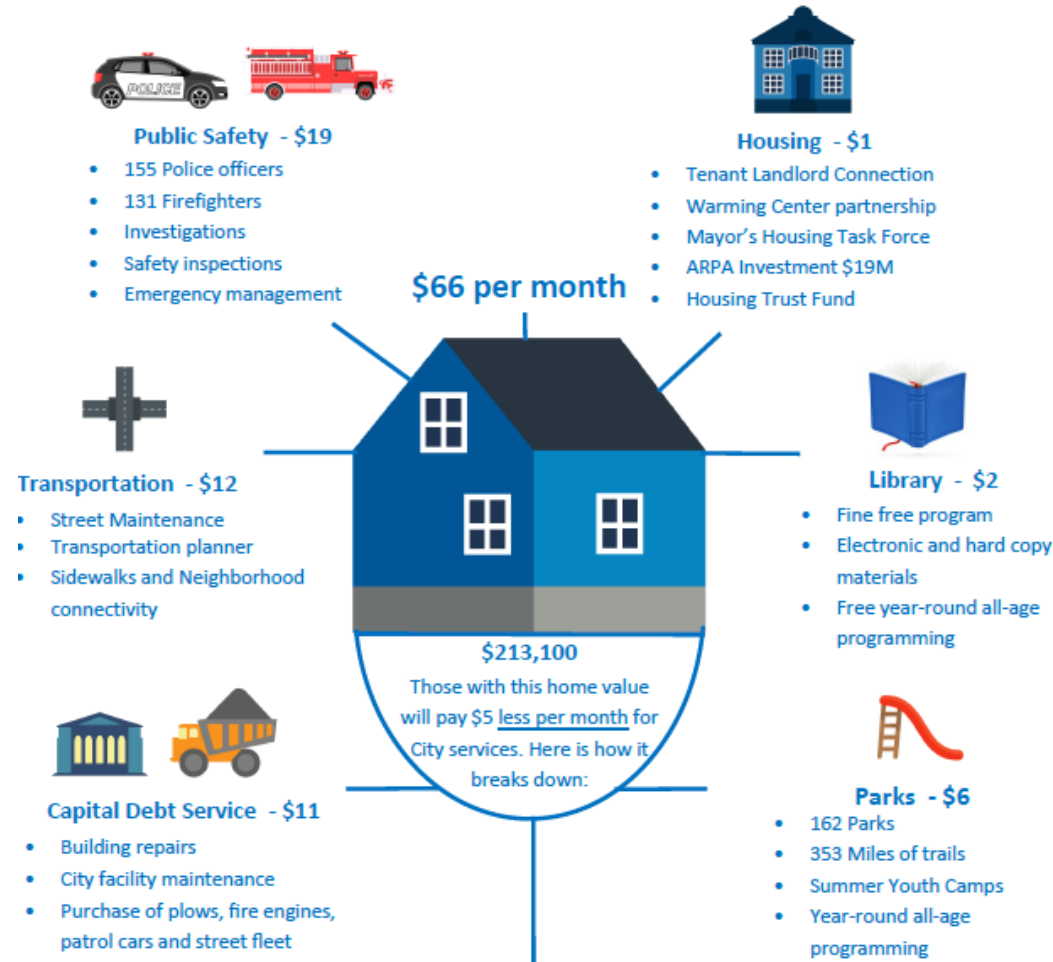 POLICE
Public Safety - $19
• 155 Police officers
• 131 Firefighters
• Investigations
• Safety inspections
• Emergency management
Housing - $1
• Tenant Landlord Connection
• Warming Center partnership
• Mayor's Housing Task Force
• ARPA Investment $19M
• Housing Trust Fund
$66 per month
Transportation - $12
• Street Maintenance
• Transportation planner
• Sidewalks and Neighborhood
connectivity
Library - $2
• Fine free program
• Electronic and hard copy
materials
• Free year-round all-age
programming
$213,100
Those with this home value
will pay $5 less per month for
City services. Here is how it
breaks down:
Capital Debt Service - $11
• Building repairs
• City facility maintenance
• Purchase of plows, fire engines,
patrol cars and street fleet
Parks - $6
• 162 Parks
• 353 Miles of trails
• Summer Youth Camps
• Year-round all-age
programming